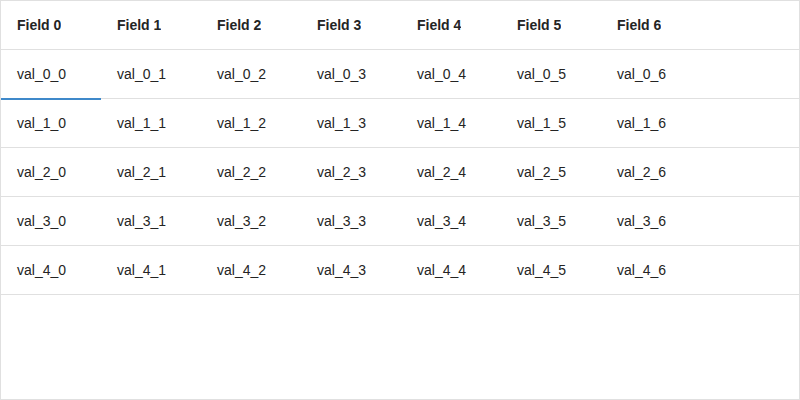 Field 0 Field 1 Field 2 Field 3 Field 4 Field 5 Field 6
val_0_0 val_0_1 val_0_2 val_0_3 val_0_4 val_0_5 val_0_6
val_1_0 val_1_1 val_1_2 val_1_3 val_1_4 val_1_5 val_1_6
val_2_0 val_2_1 val_2_2 val_2_3 val_2_4 val_2_5 val_2_6
val_3_0 val_3_1 val_3_2 val_3_3 val_3_4 val_3_5 val_3_6
val_4_0 val_4_1 val_4_2 val_4_3 val_4_4 val_4_5 val_4_6